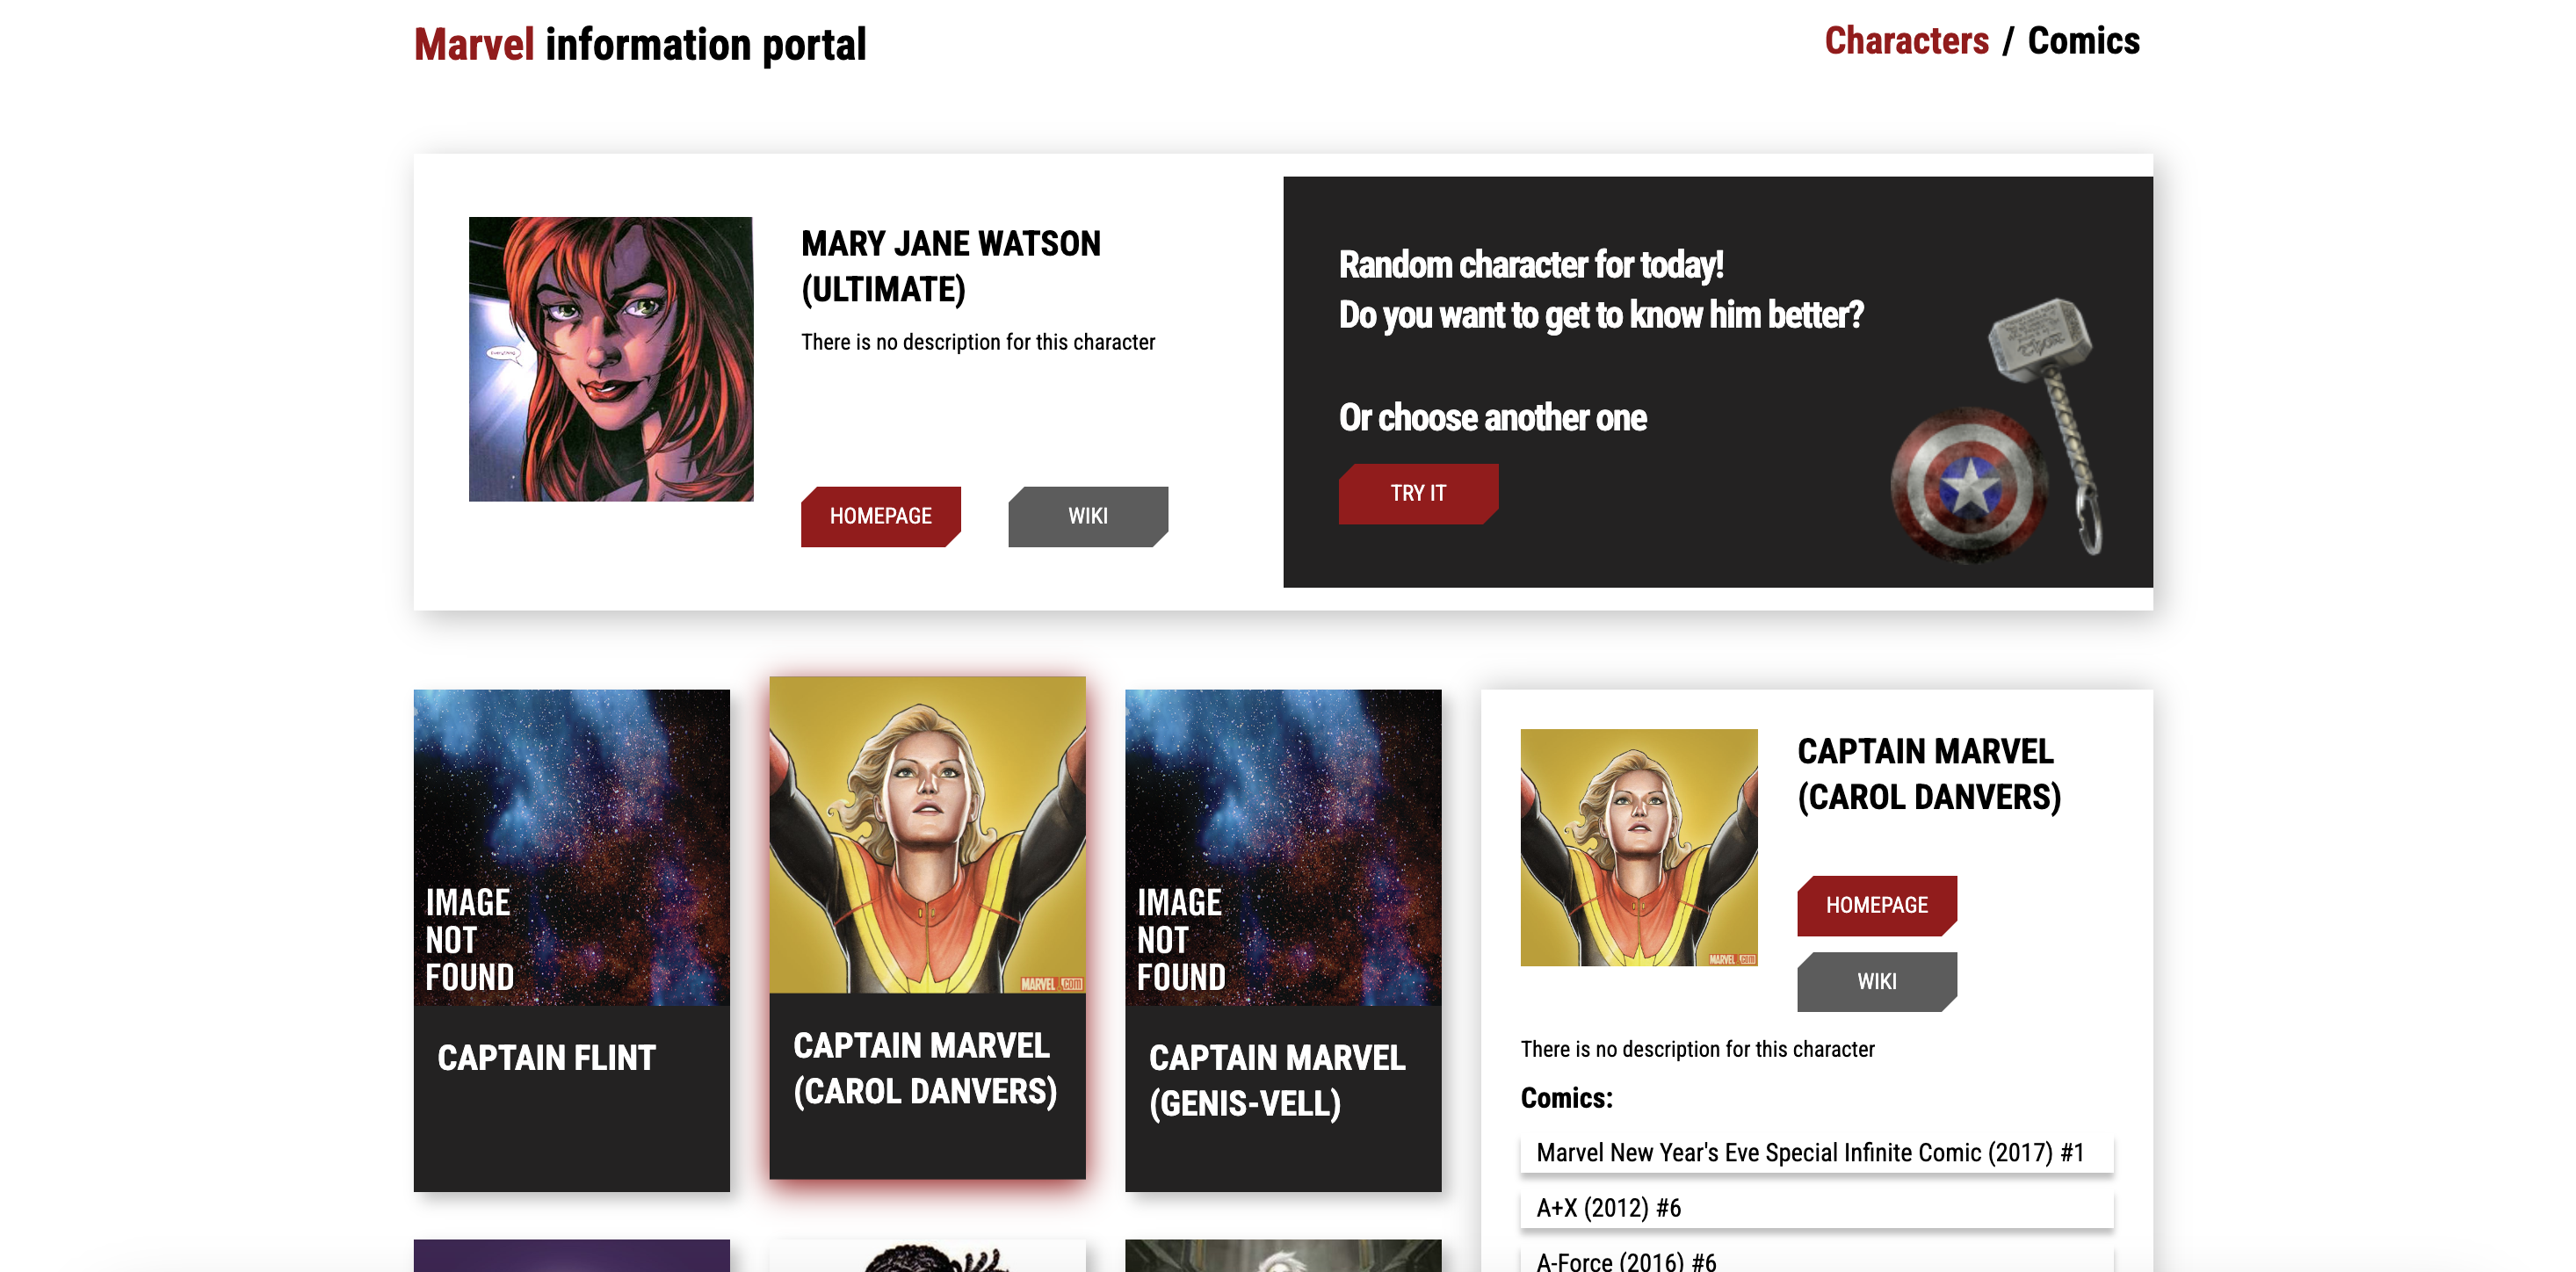 Marvel information portal
Characters / Comics
MARY JANE WATSON
(ULTIMATE)
There is no description for this character
HOMEPAGE
WIKI
Random character for today!
Do you want to get to know him better?
Or choose another one
TRY IT
IMAGE
NOT
FOUND
CAPTAIN FLINT
MARVEL.com
CAPTAIN MARVEL
(CAROL DANVERS)
IMAGE
NOT
FOUND
CAPTAIN MARVEL
(GENIS-VELL)
MARVEL.com
CAPTAIN MARVEL
(CAROL DANVERS)
HOMEPAGE
WIKI
There is no description for this character
Comics:
Marvel New Year's Eve Special Infinite Comic (2017) #1
A+X (2012) #6
A-Force (2016) #6